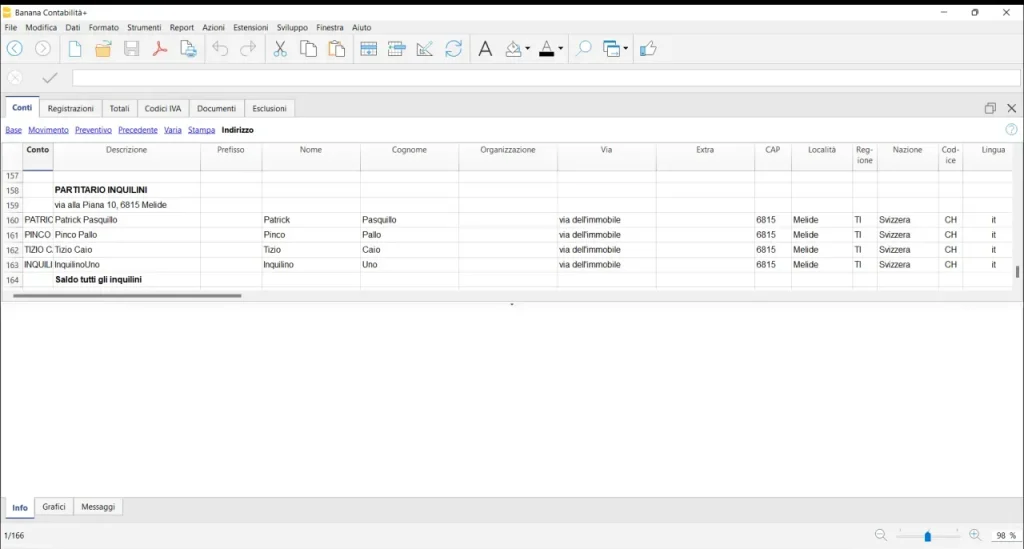 Banana Contabilità+
File Modifica Dati Formato Strumenti Report Azioni Estensioni Sviluppo Finestra Aiuto
Conti Registrazioni Totali Codici IVA Documenti Esclusioni
Base Movimento Preventivo Precedente Varia Stampa Indirizzo
Conto Descrizione Prefisso Nome Cognome Organizzazione Via Extra CAP Località Reg-ione Nazione Cod-ice Lingua
157
158 PARTITARIO INQUILINI
159 via alla Piana 10, 6815 Melide
160 PATRIC Patrick Pasquillo Patrick Pasquillo via dell'immobile 6815 Melide TI Svizzera CH it
161 PINCO Pinco Pallo Pinco Pallo via dell'immobile 6815 Melide TI Svizzera CH it
162 TIZIO C. Tizio Caio Tizio Caio via dell'immobile 6815 Melide TI Svizzera CH it
163 INQUILI InquilinoUno Inquilino Uno via dell'immobile 6815 Melide TI Svizzera CH it
164 Saldo tutti gli inquilini
Info Grafici Messaggi
1/166
98 %